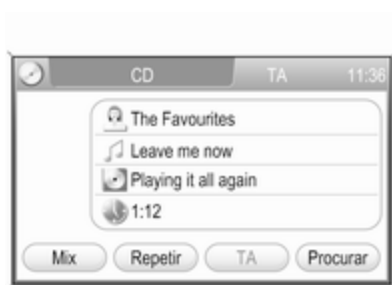 CD TA 11:36
The Favourites
Leave me now
Playing it all again
1:12
Mix Repetir TA Procurar